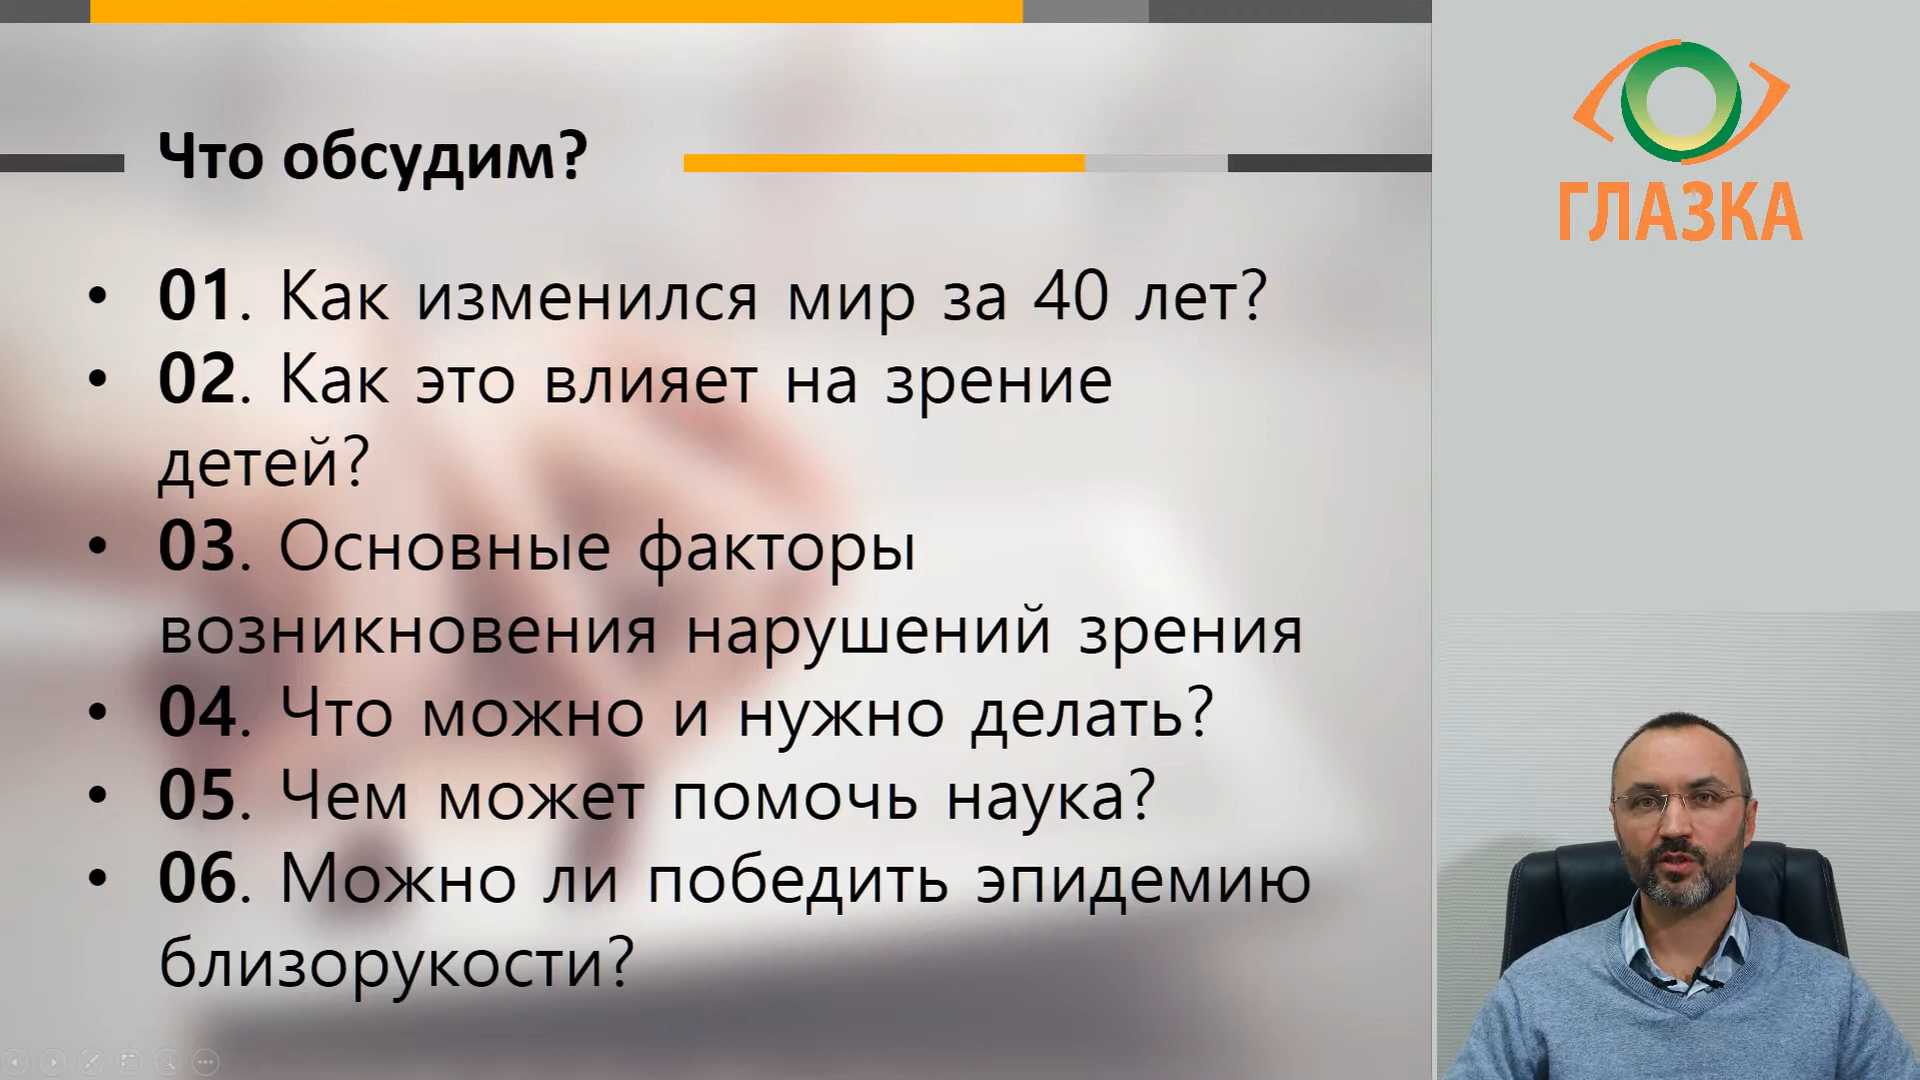 Что обсудим?
• 01. Как изменился мир за 40 лет?
• 02. Как это влияет на зрение
детей?
• 03. Основные факторы
возникновения нарушений зрения
• 04. Что можно и нужно делать?
• 05. Чем может помочь наука?
• 06. Можно ли победить эпидемию
близорукости?
ГЛАЗКА